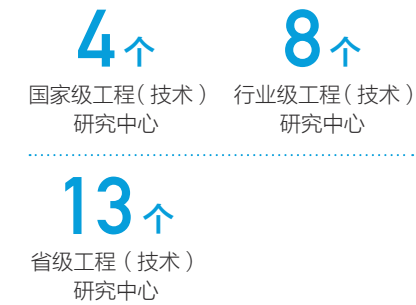 4个
国家级工程(技术)
研究中心
8个
行业级工程(技术)
研究中心
13个
省级工程(技术)
研究中心